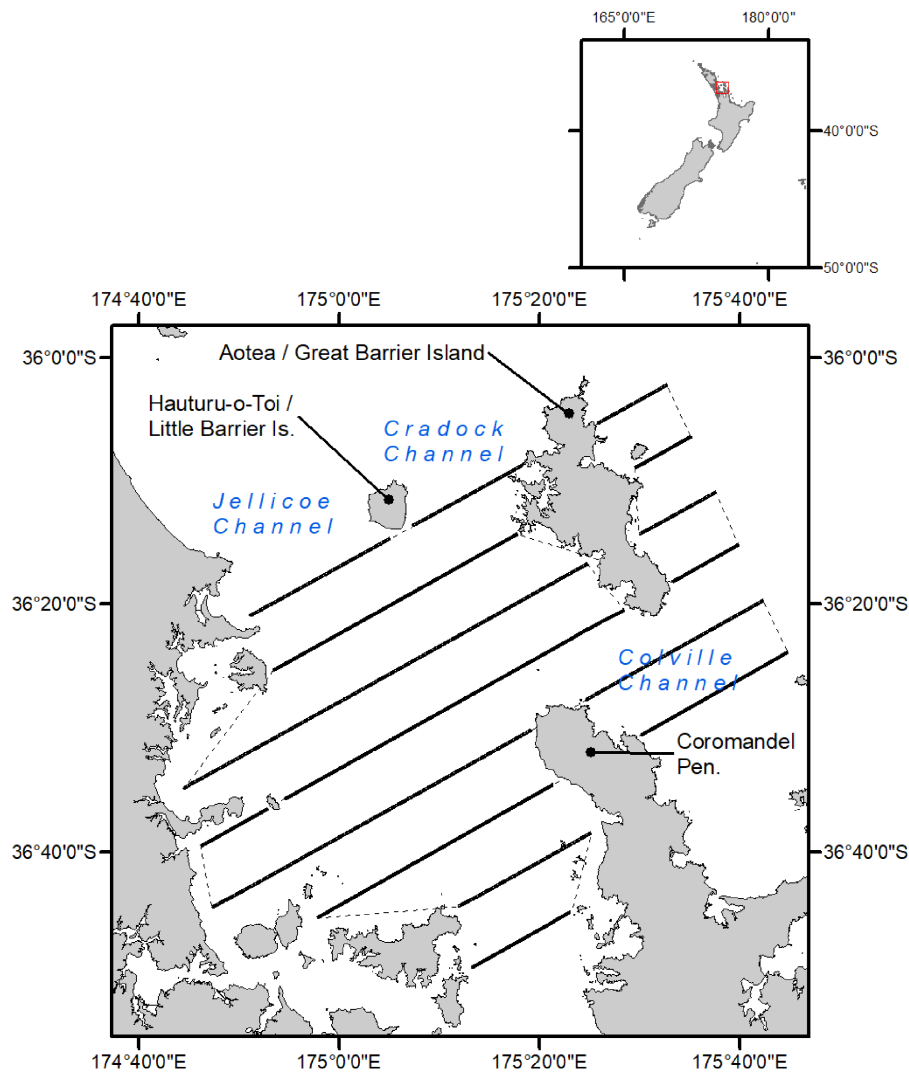 165°0'0"E
180°0'0"E
40°0'0"S
50°0'0"S
174°40'0"E
175°0'0"E
175°20'0"E
175°40'0"E
36°0'0"S
36°0'0"S
Aotea / Great Barrier Island
Hauturu-o-Toi /
Little Barrier Is.
Cradock
Channel
Jellicoe
Channel
36°20'0"S
36°20'0"S
Colville
Channel
Coromandel
Pen.
36°40'0"S
36°40'0"S
174°40'0"E
175°0'0"E
175°20'0"E
175°40'0"E